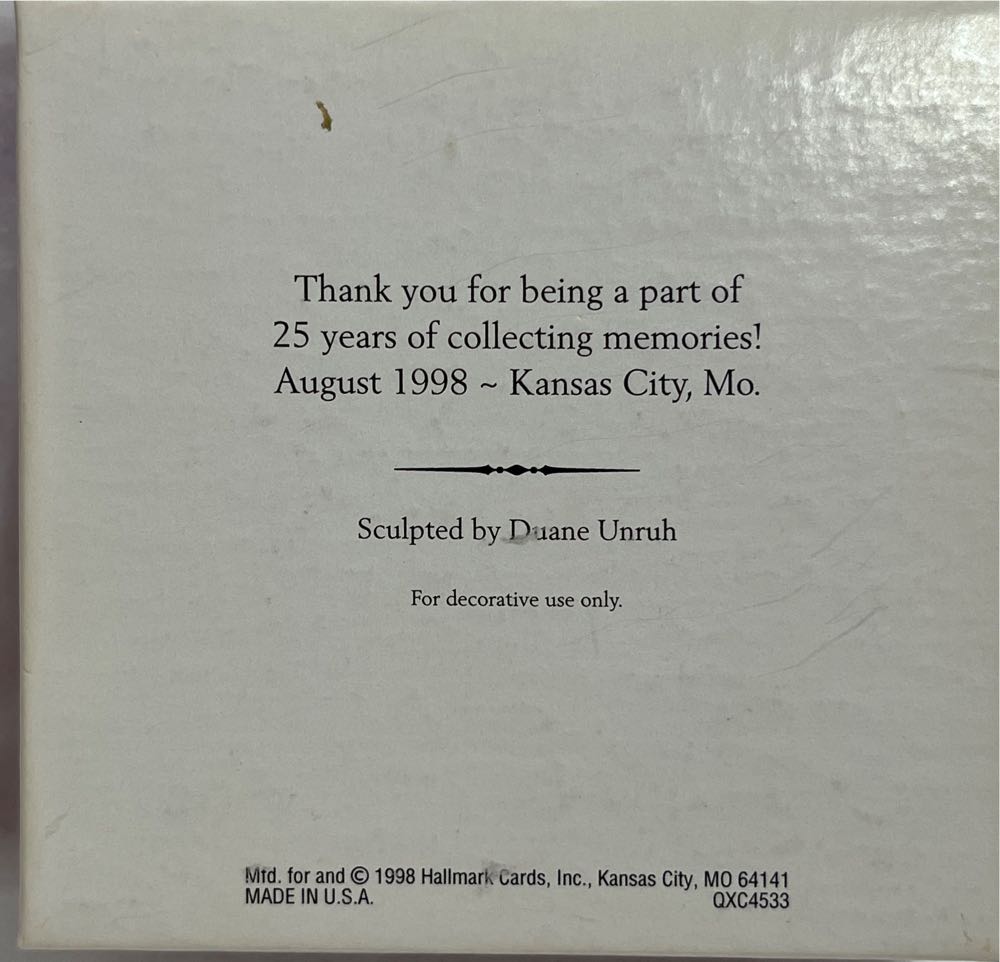 Thank you for being a part of
25 years of collecting memories!
August 1998 ~ Kansas City, Mo.
Sculpted by Duane Unruh
For decorative use only.
Mfd. for and © 1998 Hallmark Cards, Inc., Kansas City, MO 64141
MADE IN U.S.A. QXC4533